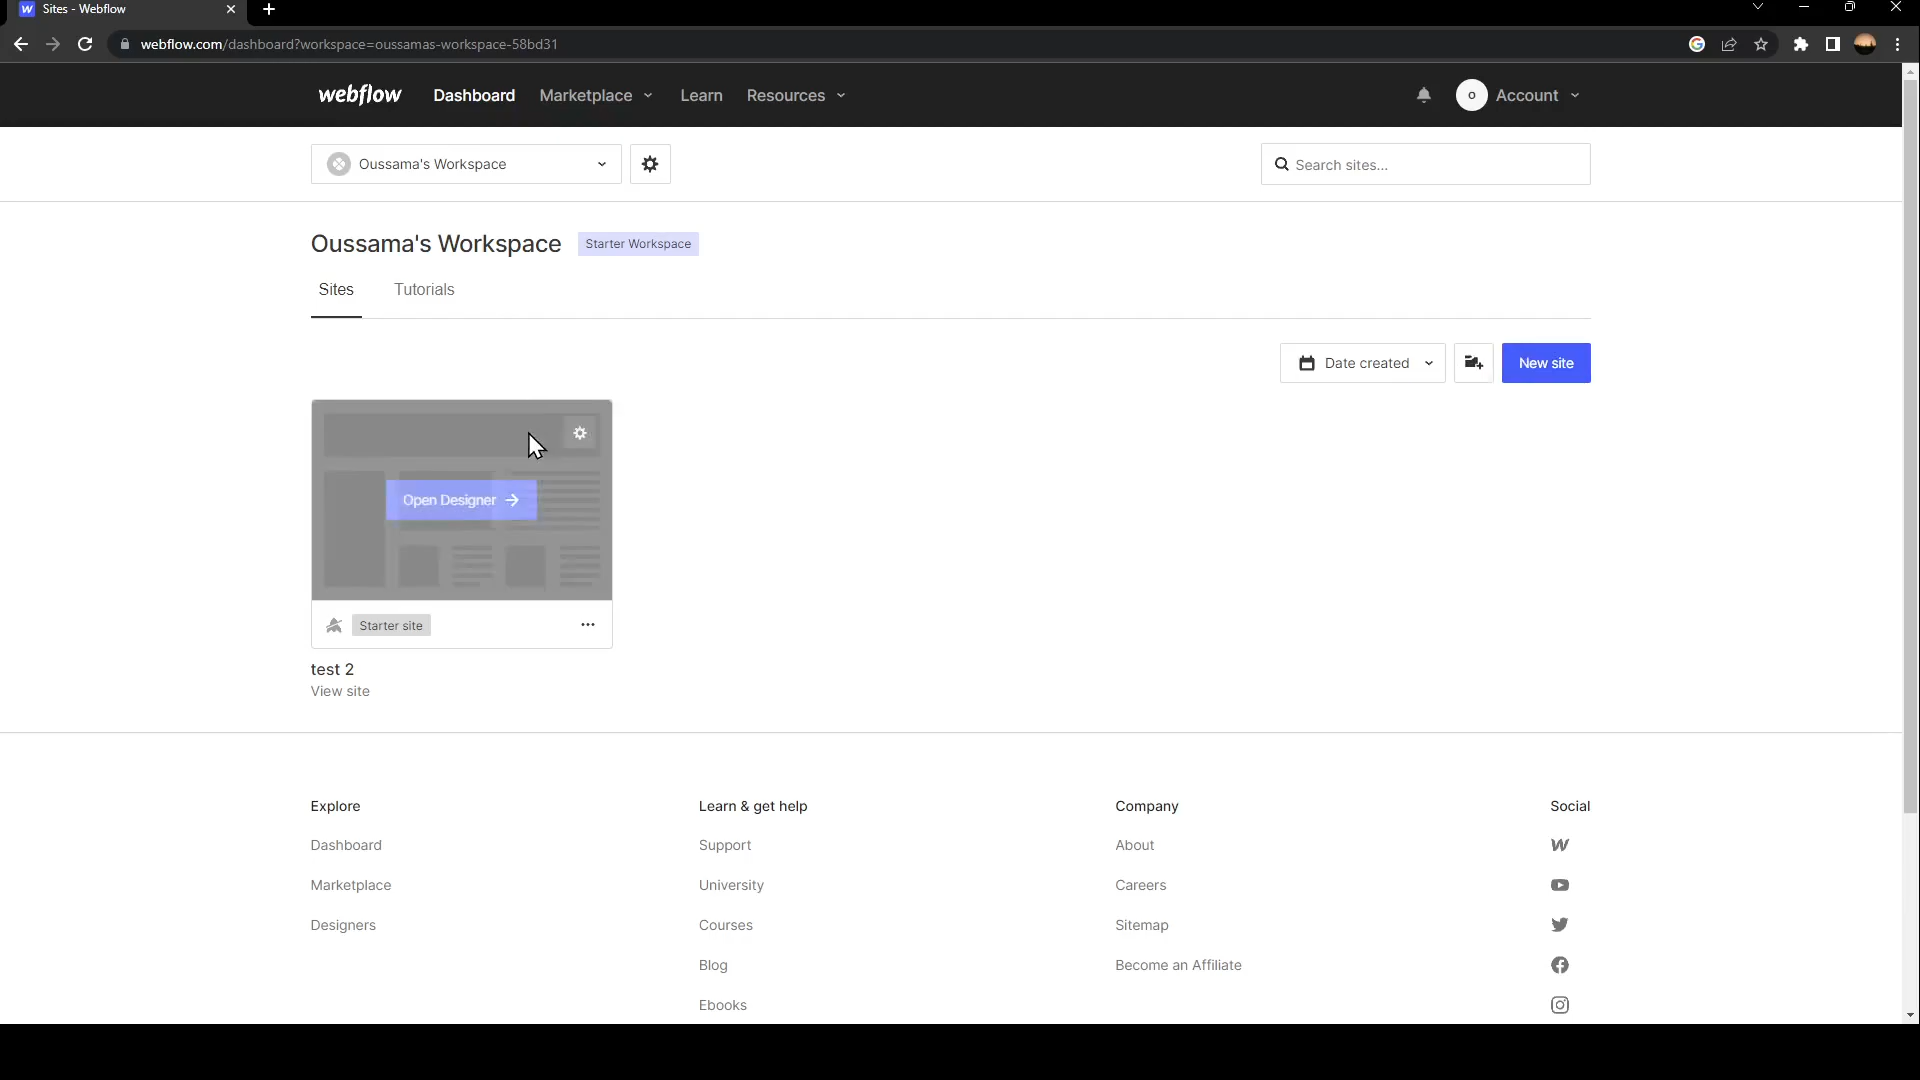 Sites - Webflow
webflow.com/dashboard?workspace=oussamas-workspace-58bd31
webflow Dashboard Marketplace Learn Resources O Account
Oussama's Workspace Search sites...
Oussama's Workspace Starter Workspace
Sites Tutorials
Date created New site
Open Designer
Starter site
test 2
View site
Explore Learn & get help Company Social
Dashboard Support About
Marketplace University Careers
Designers Courses Sitemap
Blog Become an Affiliate
Ebooks